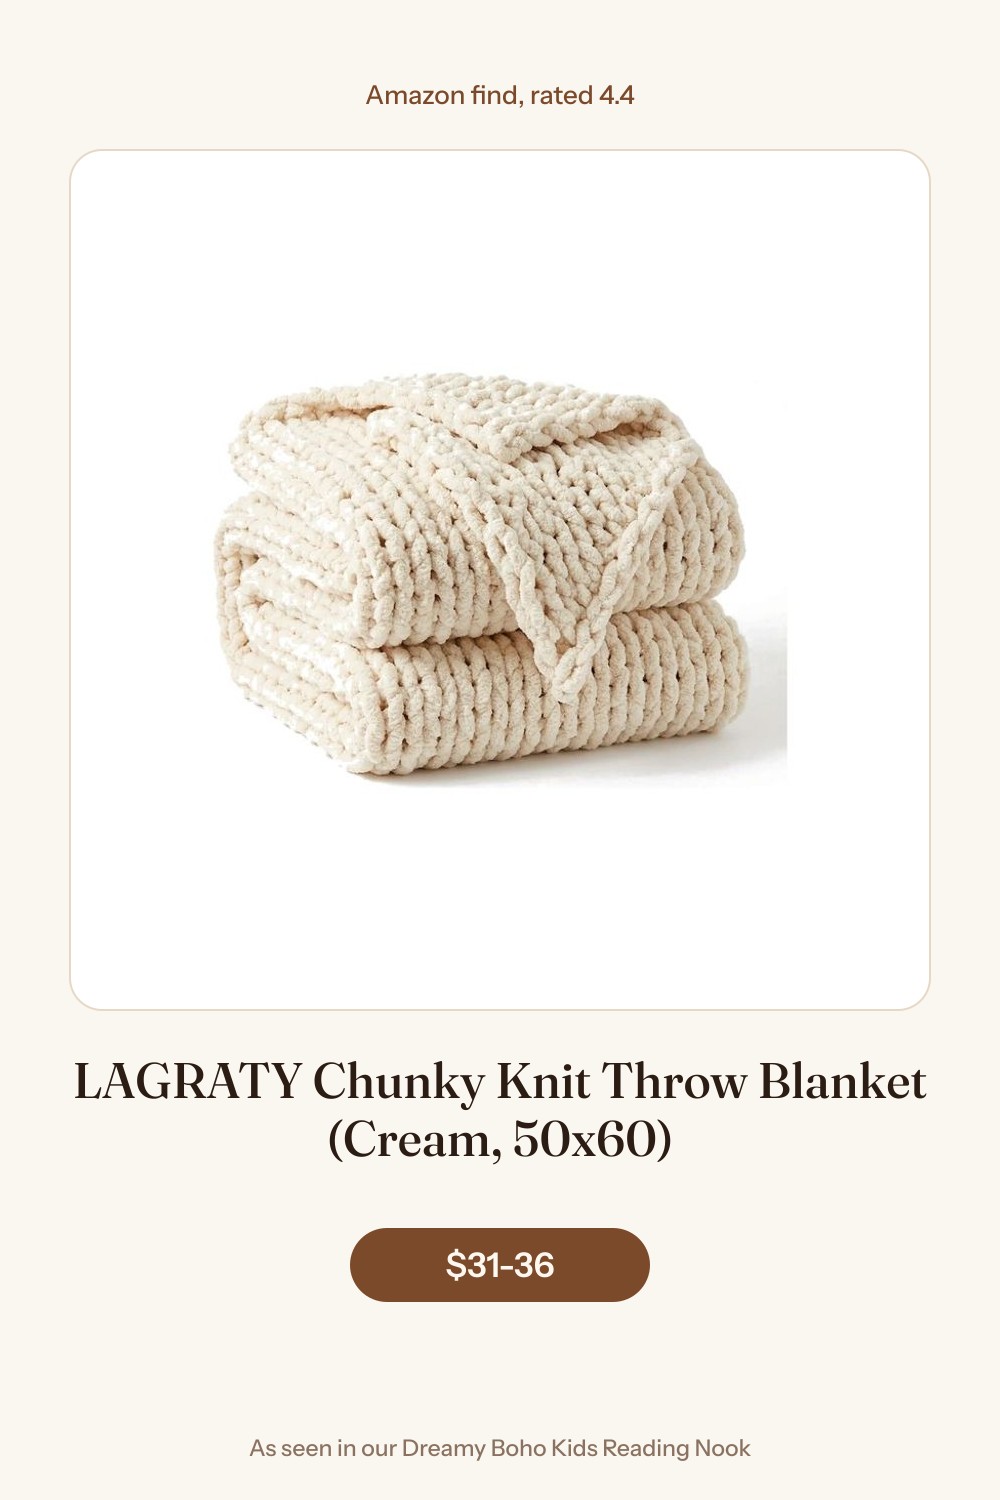 Amazon find, rated 4.4
LAGRATY Chunky Knit Throw Blanket
(Cream, 50x60)
$31-36
As seen in our Dreamy Boho Kids Reading Nook